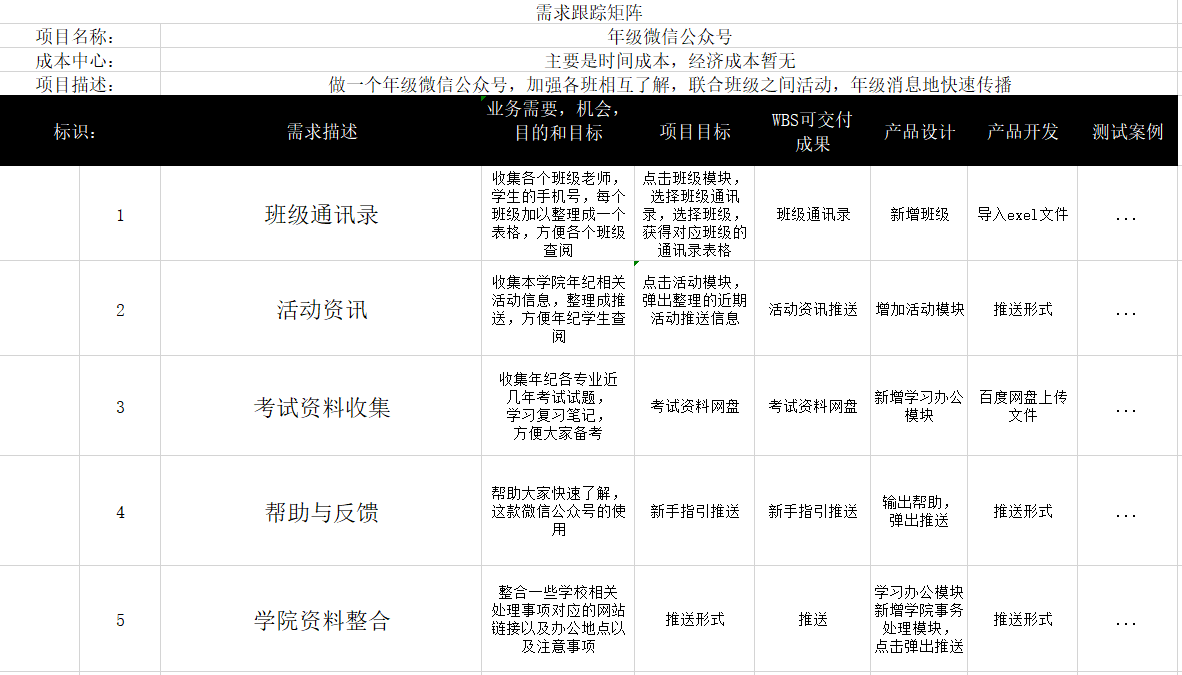 需求跟踪矩阵
项目名称:
年级微信公众号
成本中心:
主要是时间成本，经济成本暂无
项目描述:
做一个年级微信公众号，加强各班相互了解，联合班级之间活动，年级消息地快速传播
标识:
需求描述
业务需要，机会，
目的和目标
项目目标
WBS可交付
成果
产品设计
产品开发
测试案例
1
班级通讯录
收集各个班级老师，
学生的手机号，每个
班级加以整理成一个
表格，方便各个班级
查阅
点击班级模块，
选择班级通讯
录，选择班级，
获得对应班级的
通讯录表格
班级通讯录
新增班级
导入exel文件
...
2
活动资讯
收集本学院年纪相关
活动信息，整理成推
送，方便年纪学生查
阅
点击活动模块，
弹出整理的近期
活动推送信息
活动资讯推送
增加活动模块
推送形式
...
3
考试资料收集
收集年纪各专业近
几年考试试题，
学习复习笔记，
方便大家备考
考试资料网盘
考试资料网盘
新增学习办公
模块
百度网盘上传
文件
...
4
帮助与反馈
帮助大家快速了解，
这款微信公众号的使
用
新手指引推送
新手指引推送
输出帮助，
弹出推送
推送形式
...
5
学院资料整合
整合一些学校相关
处理事项对应的网站
链接以及办公地点以
及注意事项
推送形式
推送
学习办公模块
新增学院事务
处理模块，
点击弹出推送
推送形式
...